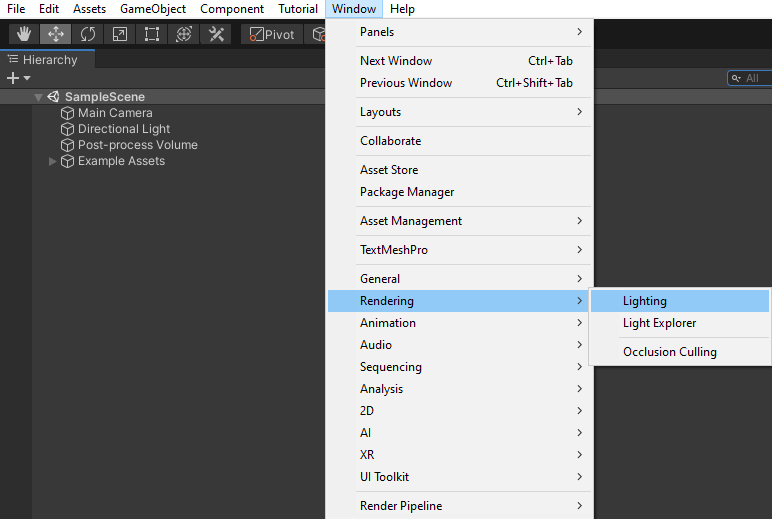 File Edit Assets GameObject Component Tutorial Window Help
Pivot
Hierarchy
All
SampleScene
Main Camera
Directional Light
Post-process Volume
Example Assets
Panels
Next Window Ctrl+Tab
Previous Window Ctrl+Shift+Tab
Layouts
Collaborate
Asset Store
Package Manager
Asset Management
TextMeshPro
General
Rendering
Animation
Audio
Sequencing
Analysis
2D
AI
XR
UI Toolkit
Render Pipeline
Lighting
Light Explorer
Occlusion Culling